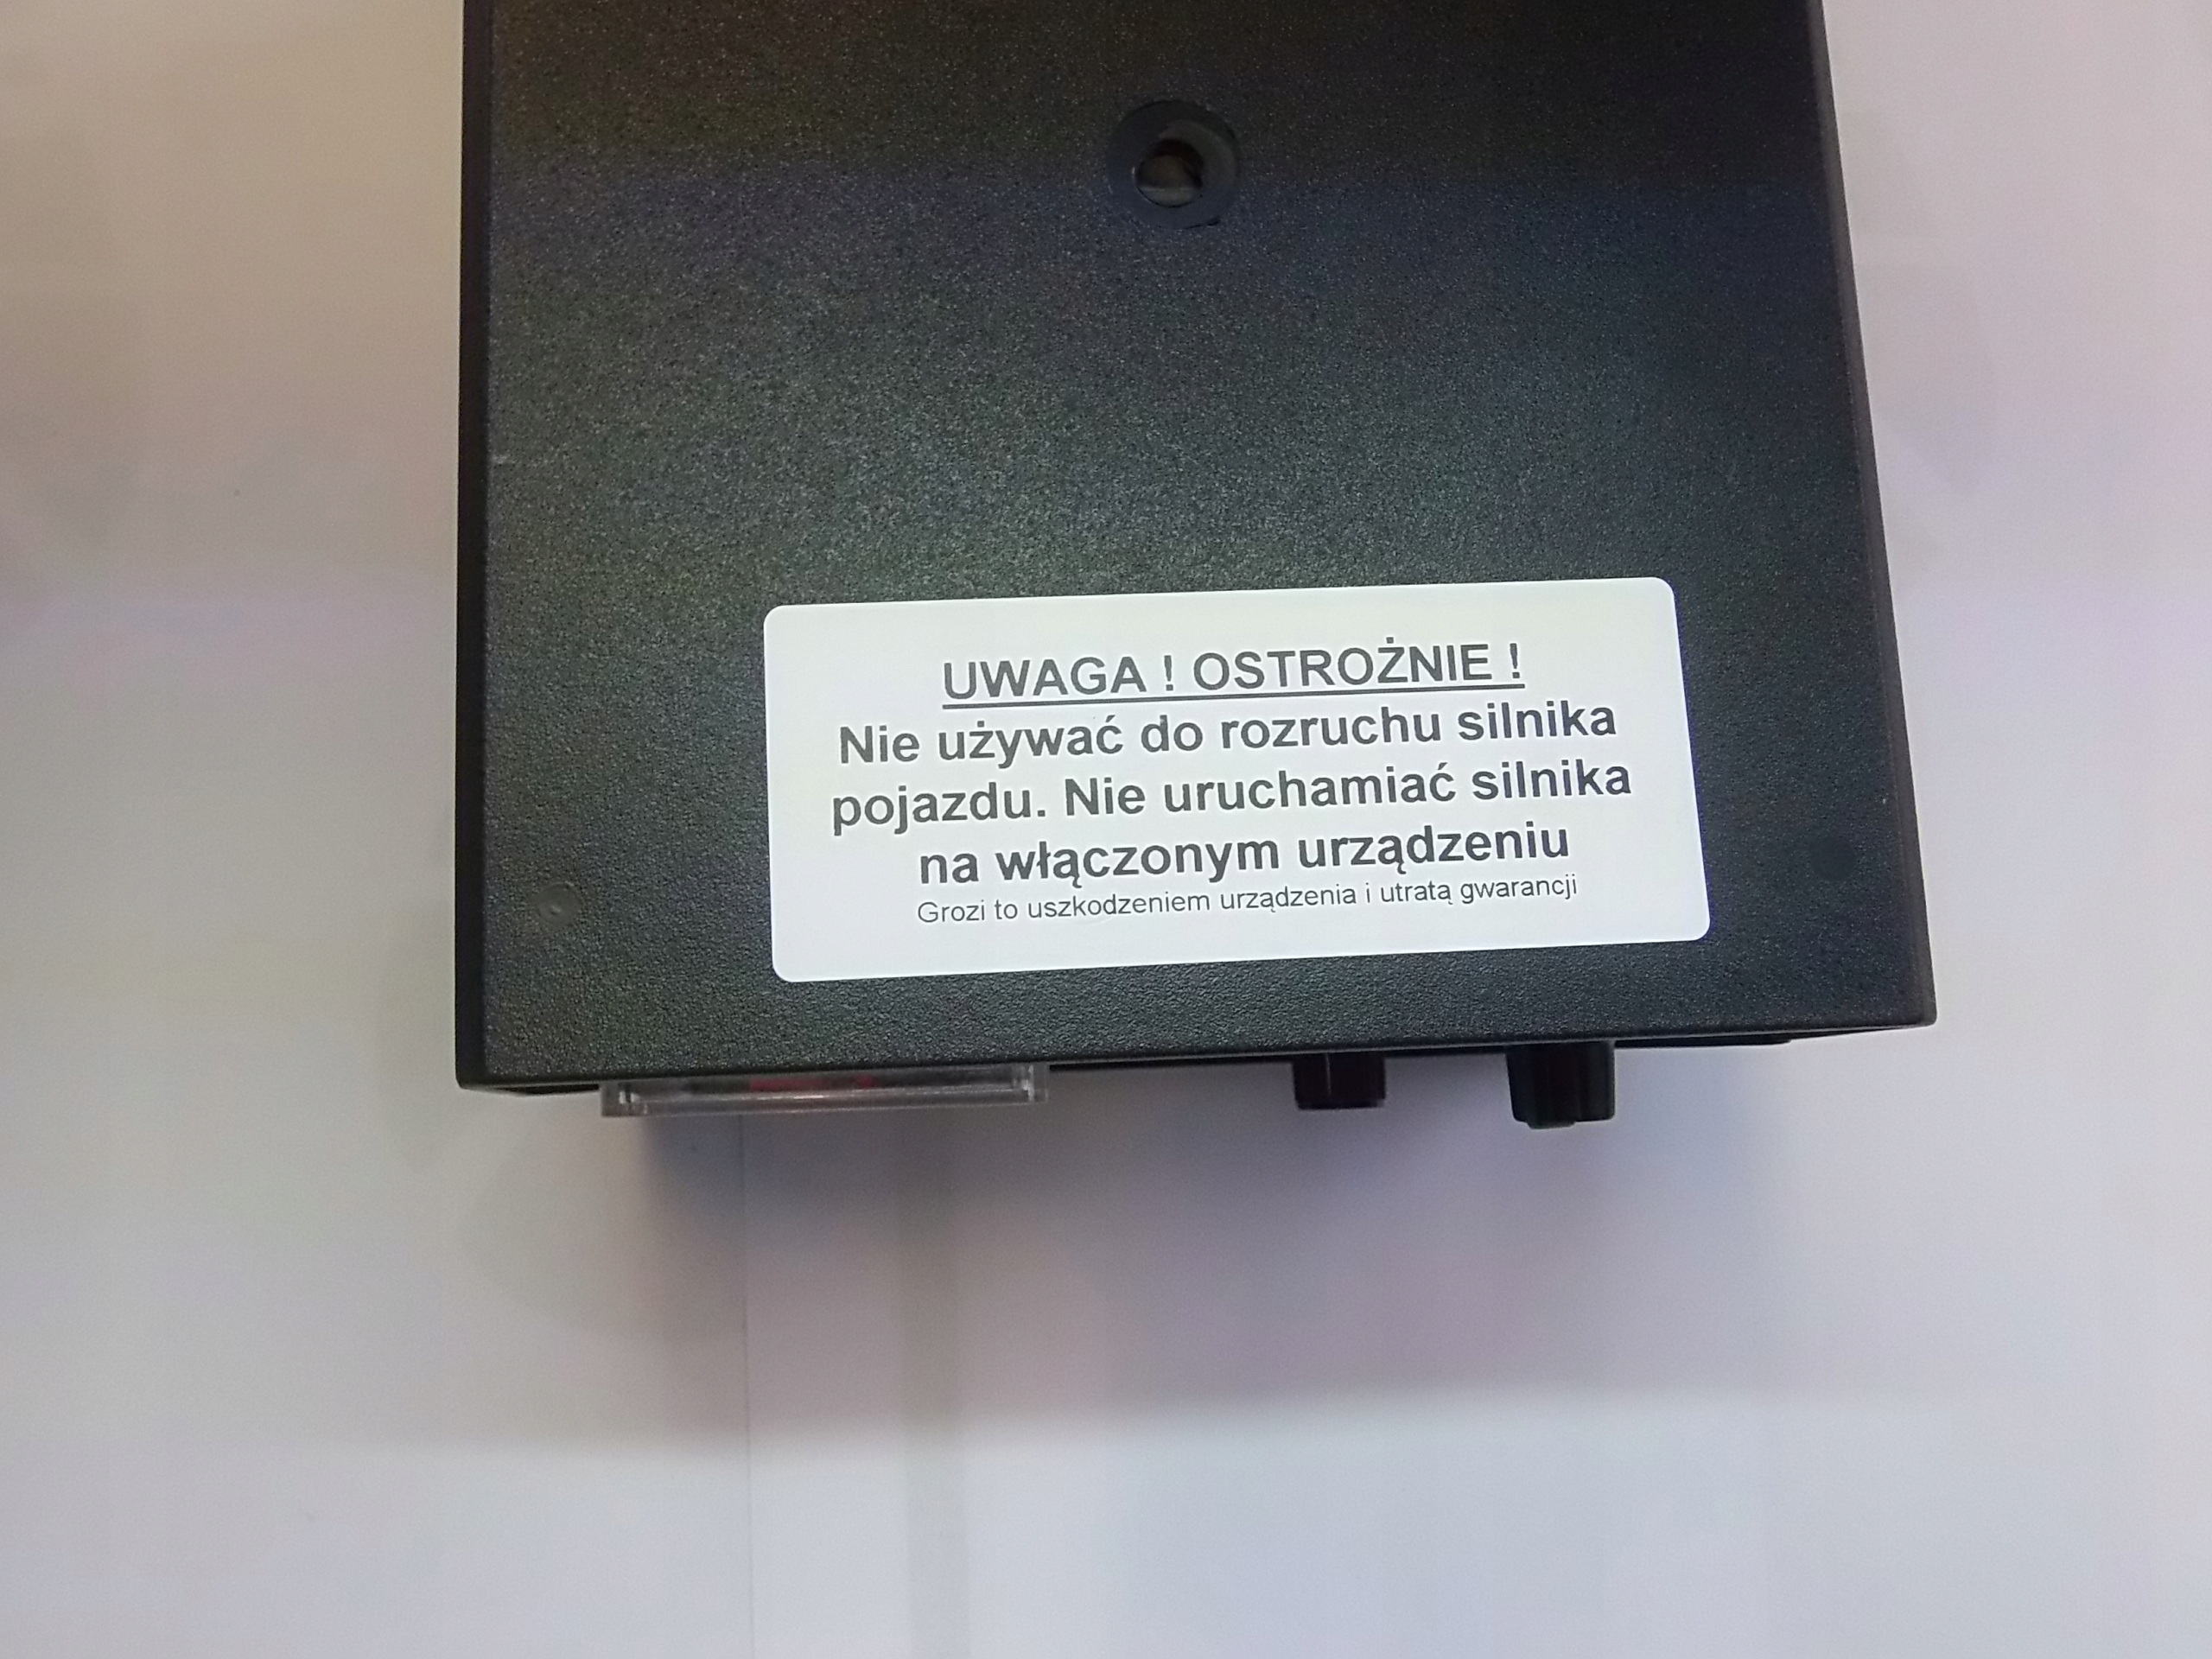 UWAGA ! OSTROŻNIE !
Nie używać do rozruchu silnika
pojazdu. Nie uruchamiać silnika
na włączonym urządzeniu
Grozi to uszkodzeniem urządzenia i utratą gwarancji